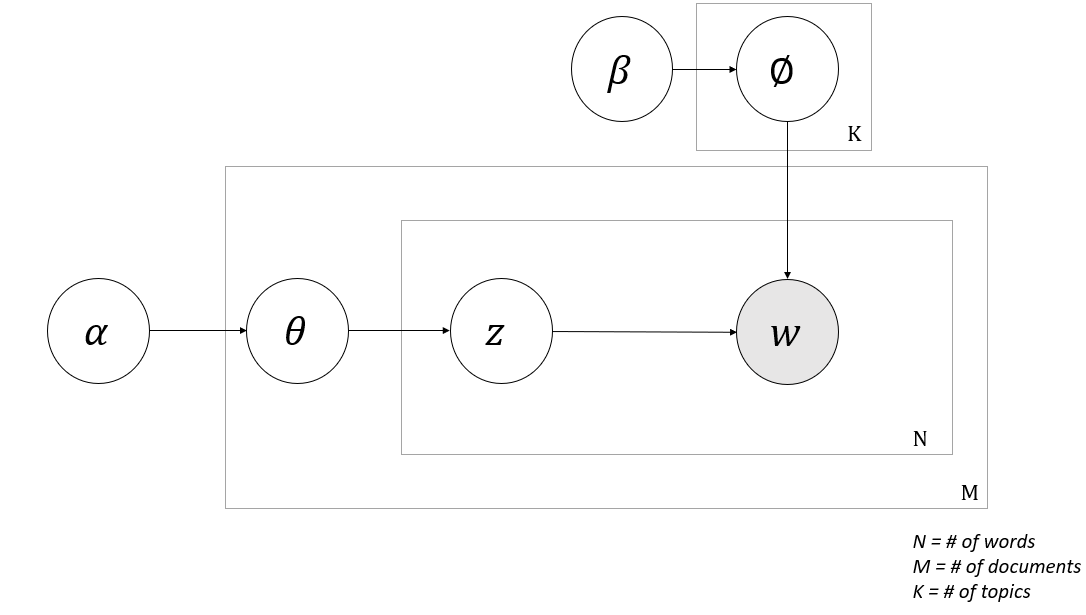 β
∅
K
α
θ
z
w
N
M
N = # of words
M = # of documents
K = # of topics